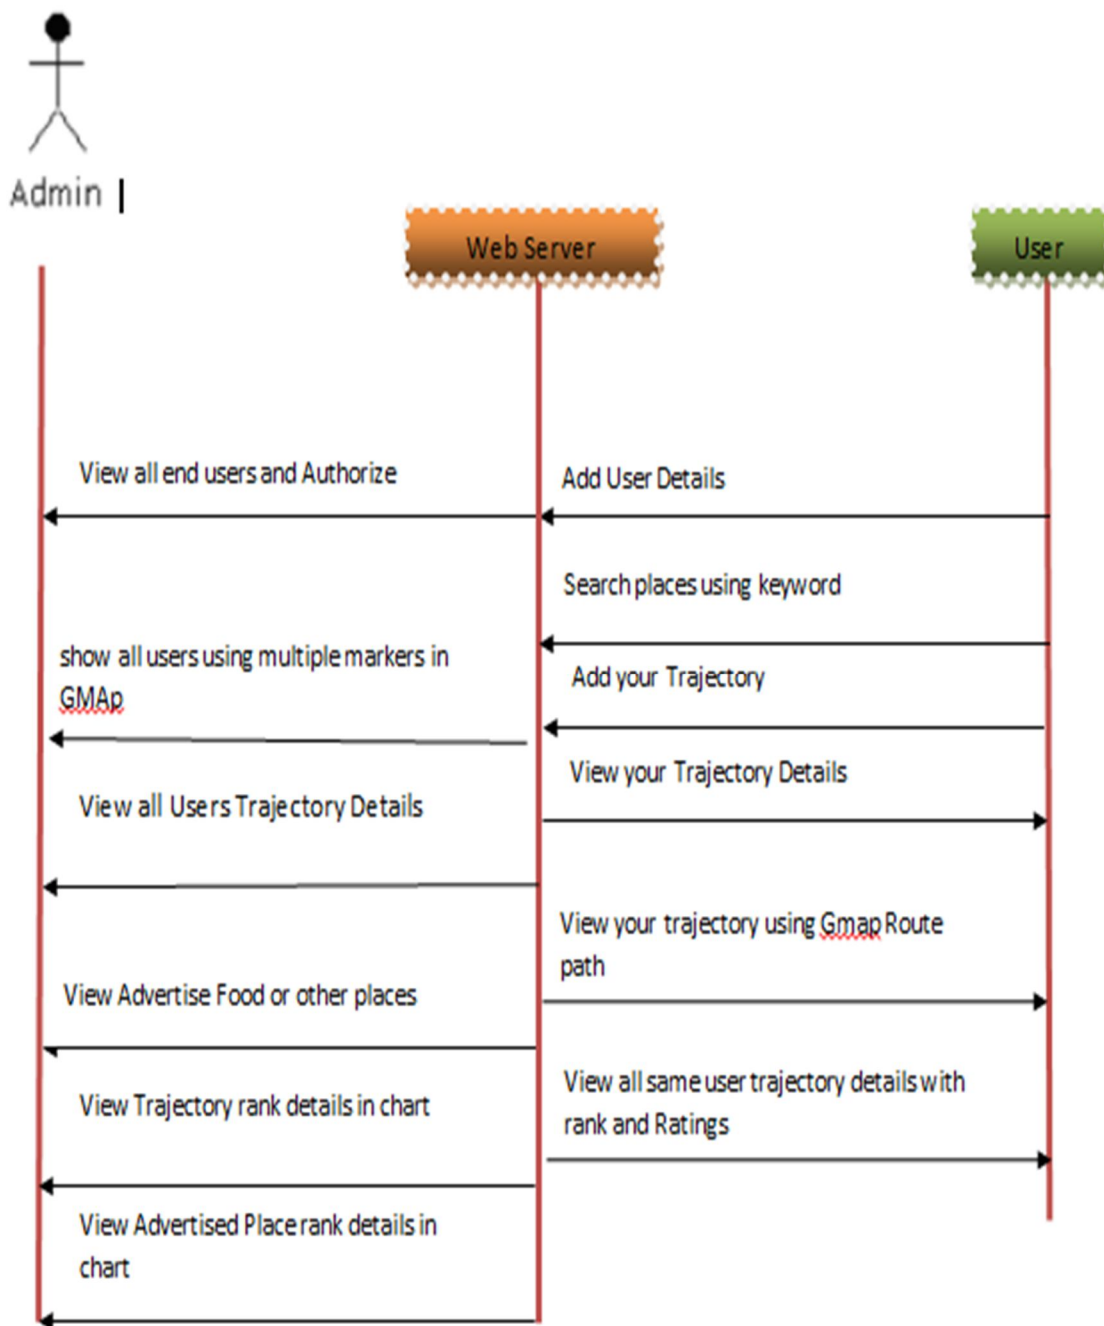 Admin
Web Server
User
View all end users and Authorize
Add User Details
Search places using keyword
show all users using multiple markers in
GMAp
Add your Trajectory
View your Trajectory Details
View all Users Trajectory Details
View your trajectory using Gmap Route
path
View Advertise Food or other places
View all same user trajectory details with
rank and Ratings
View Trajectory rank details in chart
View Advertised Place rank details in
chart